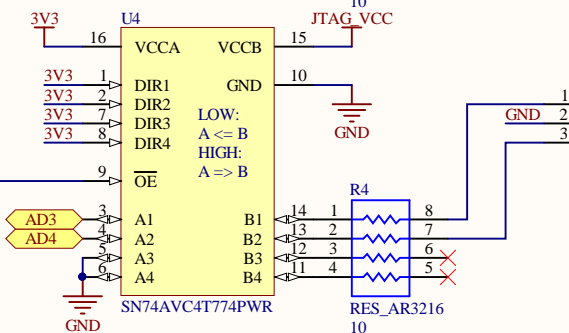 10
3V3
U4
JTAG_VCC
16
VCCA
VCCB
15
3V3
1
DIR1
GND
10
3V3
2
DIR2
3V3
7
DIR3
3V3
8
DIR4
LOW:
A <= B
HIGH:
A => B
GND
1
GND
2
3
9
OE
R4
AD3
3
A1
B1
14
1
8
AD4
4
A2
B2
13
2
7
5
A3
B3
12
3
6
6
A4
B4
11
4
5
GND
SN74AVC4T774PWR
RES_AR3216
10